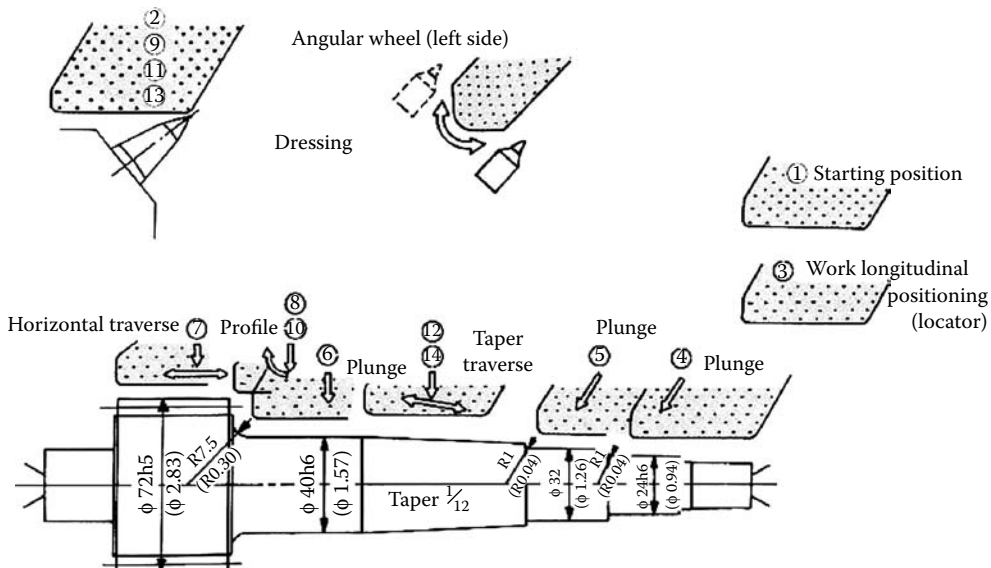 ②
⑨
⑪
⑬
Angular wheel (left side)
Dressing
① Starting position
③ Work longitudinal
positioning
(locator)
Horizontal traverse ⑦
Profile ⑧
⑩
⑥ Plunge
⑫
⑭
Taper
traverse
Plunge
⑤
④ Plunge
ϕ 72h5
(ϕ 2.83)
R7.5
(R0.30)
ϕ 40h6
(ϕ 1.57)
Taper 1/12
R1
(R0.04)
ϕ 32
(ϕ 1.26)
R1
(R0.04)
ϕ 24h6
(ϕ 0.94)